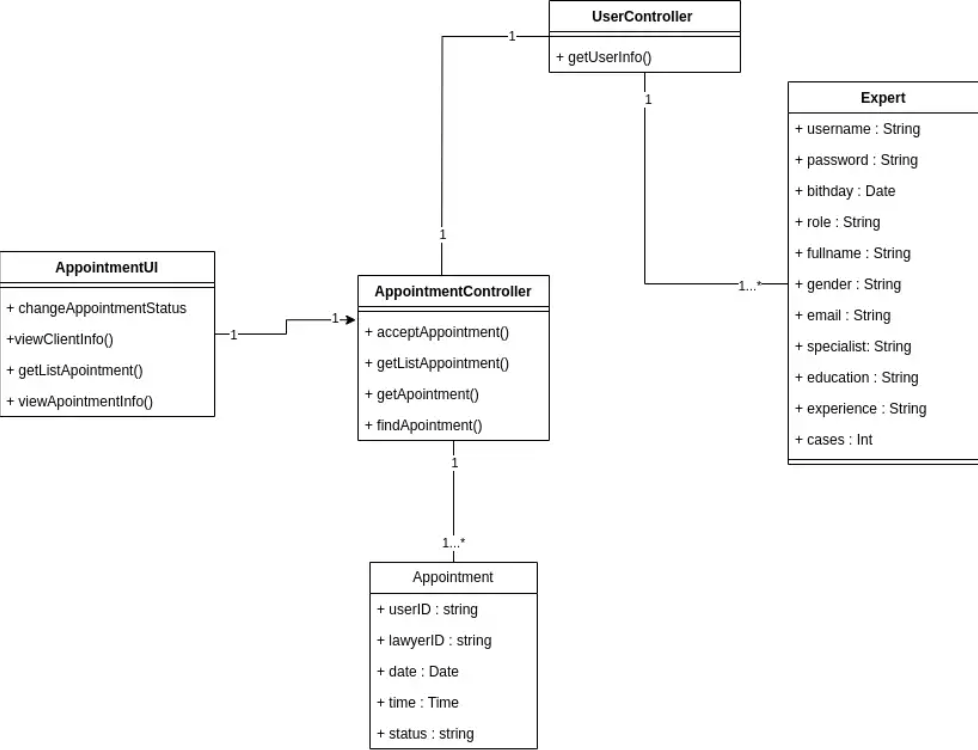 UserController
+ getUserInfo()
1
1
1
1
1...*
Expert
+ username : String
+ password : String
+ bithday : Date
+ role : String
+ fullname : String
+ gender : String
+ email : String
+ specialist: String
+ education : String
+ experience : String
+ cases : Int
AppointmentUI
+ changeAppointmentStatus
+viewClientInfo()
+ getListApointment()
+ viewApointmentInfo()
1
1
AppointmentController
+ acceptAppointment()
+ getListAppointment()
+ getApointment()
+ findApointment()
1
1...*
Appointment
+ userID : string
+ lawyerID : string
+ date : Date
+ time : Time
+ status : string